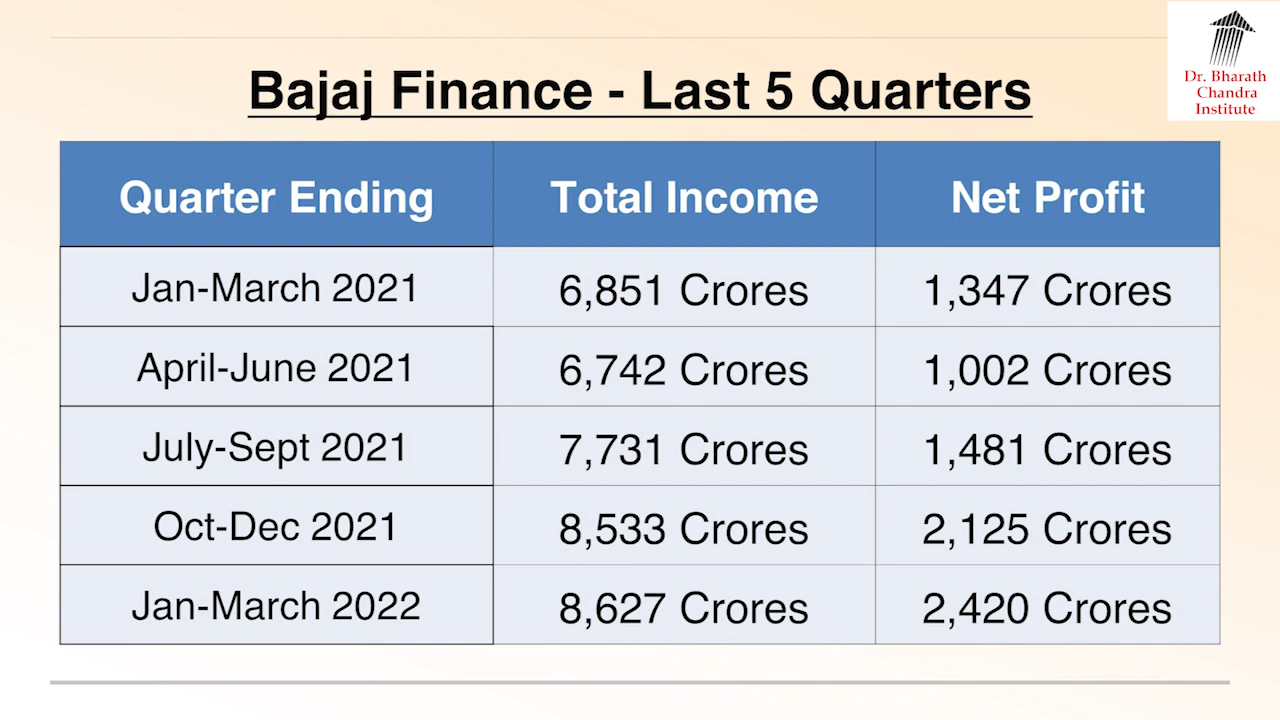 Dr. Bharath
Chandra
Institute
Bajaj Finance - Last 5 Quarters
Quarter Ending Total Income Net Profit
Jan-March 2021 6,851 Crores 1,347 Crores
April-June 2021 6,742 Crores 1,002 Crores
July-Sept 2021 7,731 Crores 1,481 Crores
Oct-Dec 2021 8,533 Crores 2,125 Crores
Jan-March 2022 8,627 Crores 2,420 Crores